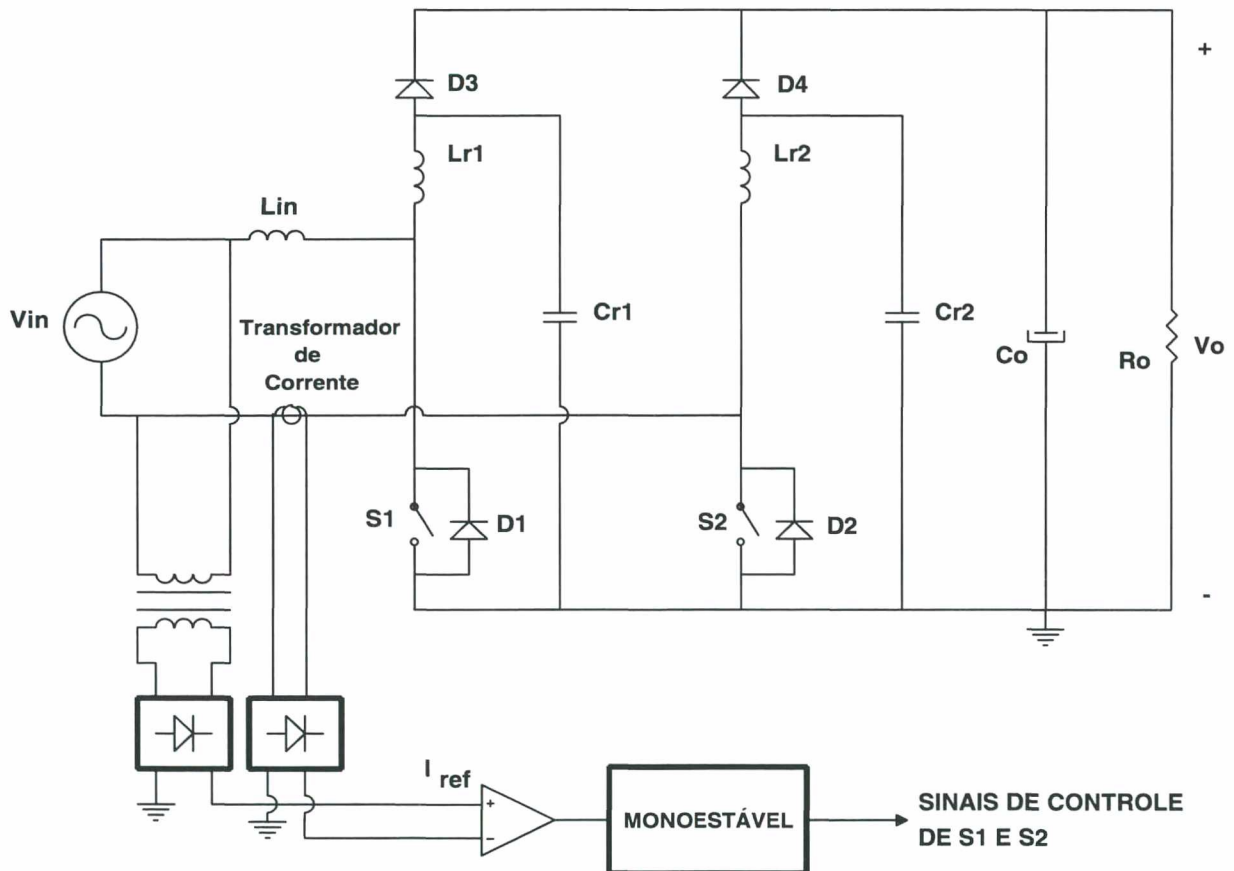 +
D3
D4
Lr1
Lr2
Lin
Vin
Transformador
de
Corrente
Cr1
Cr2
Co
Ro
Vo
S1
D1
S2
D2
-
I ref
+
-
MONOESTÁVEL
SINAIS DE CONTROLE
DE S1 E S2